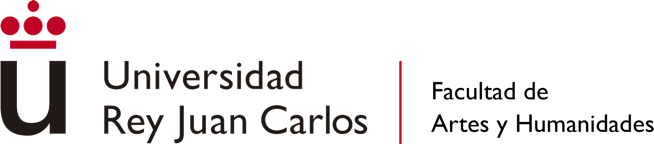 u
Universidad
Rey Juan Carlos
Facultad de
Artes y Humanidades